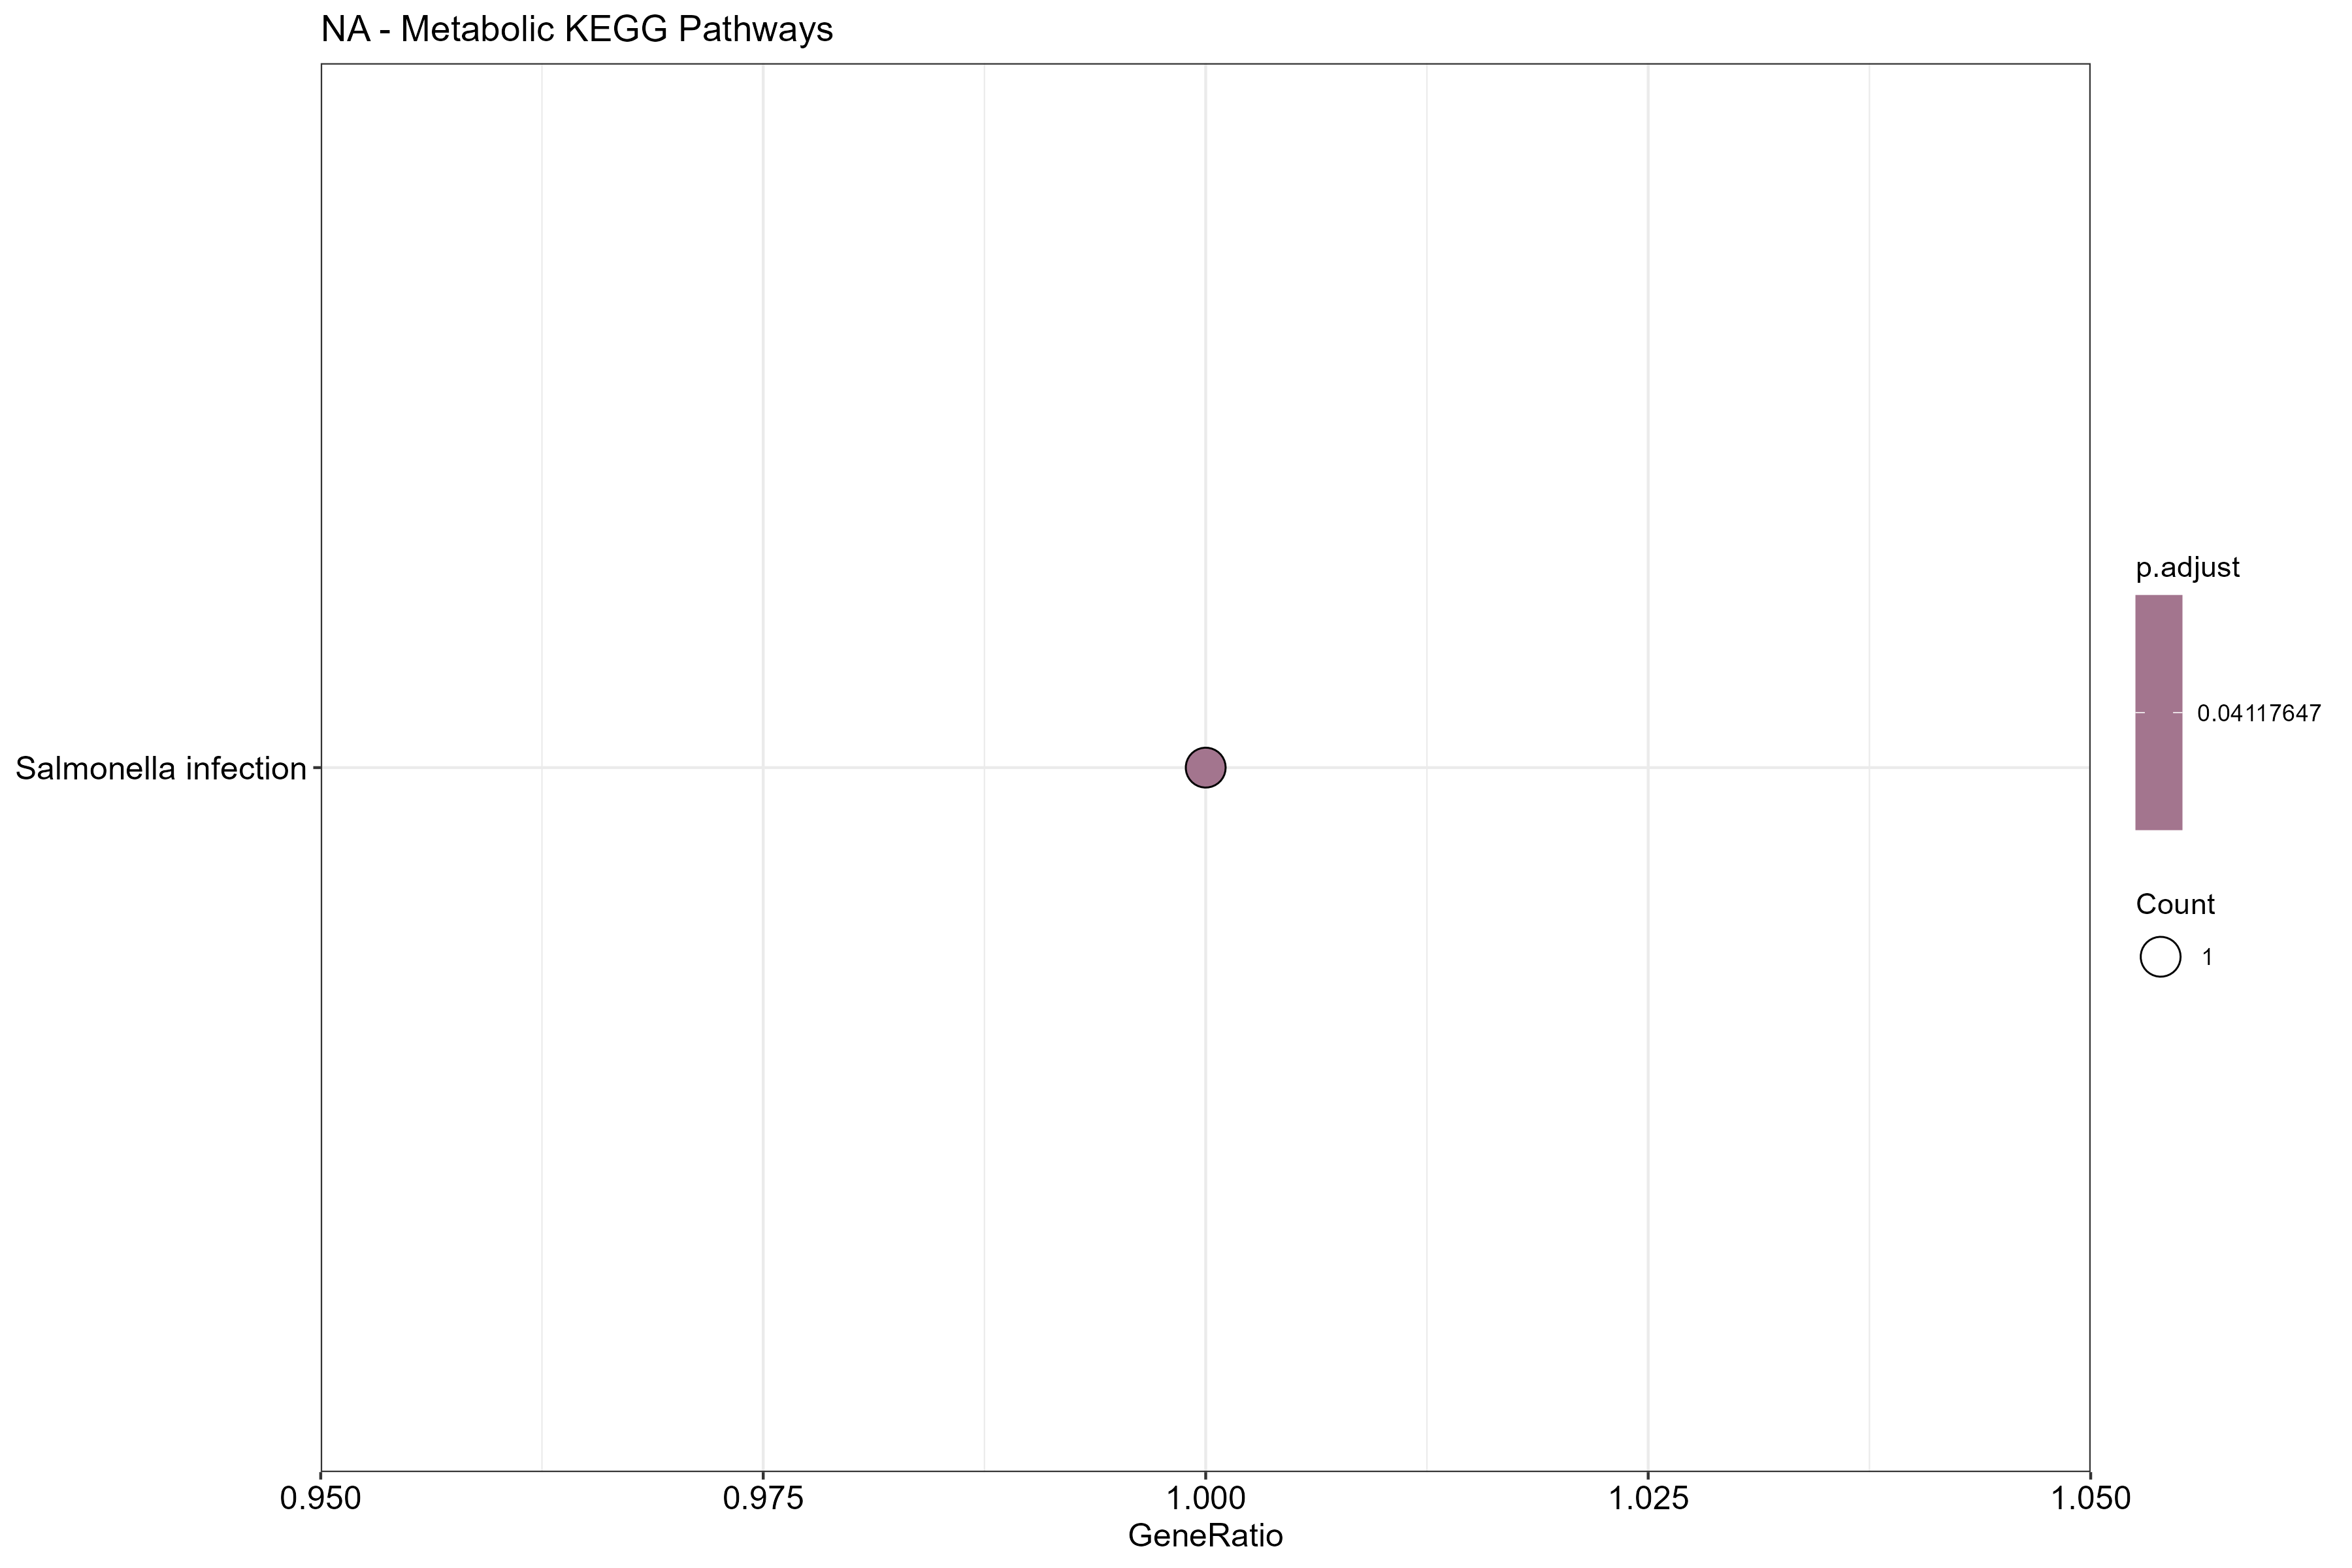 NA - Metabolic KEGG Pathways
Salmonella infection
0.950
0.975
1.000
1.025
1.050
GeneRatio
p.adjust
0.04117647
Count
1